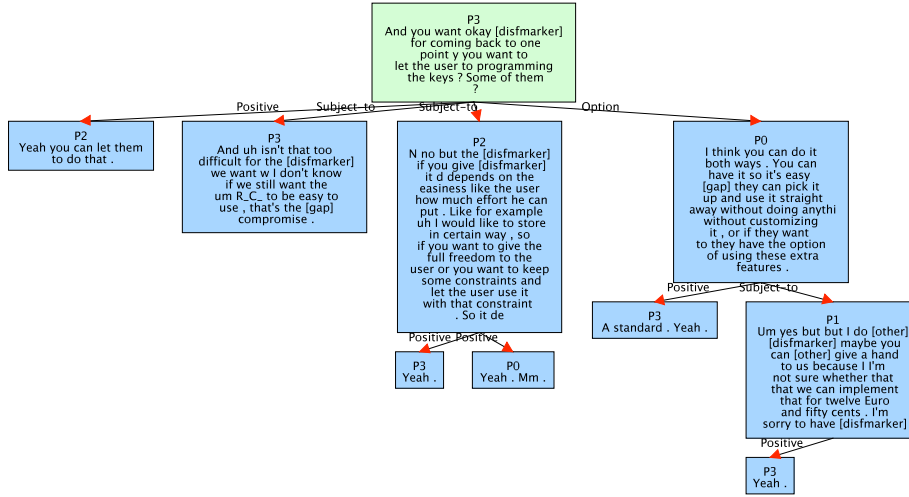 P3
And you want okay [disfmarker]
for coming back to one
point y you want to
let the user to programming
the keys ? Some of them
?
Positive
Subject-to
Subject-to
Option
P2
Yeah you can let them
to do that .
P3
And uh isn't that too
difficult for the [disfmarker]
we want w I don't know
if we still want the
um R_C_ to be easy to
use , that's the [gap]
compromise .
P2
N no but the [disfmarker]
if you give [disfmarker]
it d depends on the
easiness like the user
how much effort he can
put . Like for example
uh I would like to store
in certain way , so
if you want to give the
full freedom to the
user or you want to keep
some constraints and
let the user use it
with that constraint
. So it de
P0
I think you can do it
both ways . You can
have it so it's easy
[gap] they can pick it
up and use it straight
away without doing anythi
without customizing
it , or if they want
to they have the option
of using these extra
features .
Positive
Subject-to
P3
A standard . Yeah .
P1
Um yes but but I do [other]
[disfmarker] maybe you
can [other] give a hand
to us because I I'm
not sure whether that
that we can implement
that for twelve Euro
and fifty cents . I'm
sorry to have [disfmarker]
Positive
Positive
P3
Yeah .
P0
Yeah . Mm .
Positive
P3
Yeah .